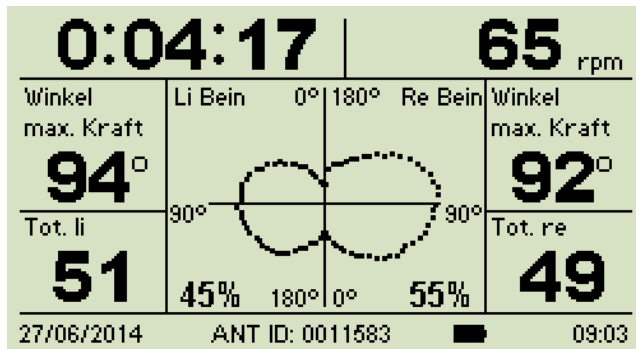 0:04:17 65 rpm
Winkel max. Kraft
94°
Tot. li
51
Li Bein 0° 180° Re Bein
90° 90°
45% 180° 0° 55%
Winkel max. Kraft
92°
Tot. re
49
27/06/2014 ANT ID: 0011583 09:03